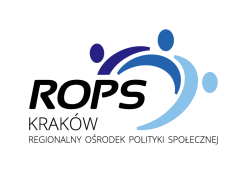 ROPS
KRAKÓW
REGIONALNY OŚRODEK POLITYKI SPOŁECZNEJ